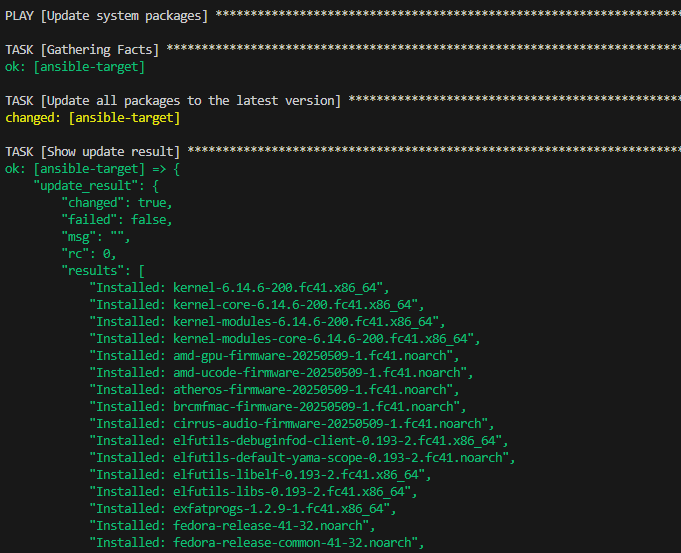 PLAY [Update system packages] ******************************************************************
TASK [Gathering Facts] *************************************************************************
ok: [ansible-target]
TASK [Update all packages to the latest version] ***********************************************
changed: [ansible-target]
TASK [Show update result] **********************************************************************
ok: [ansible-target] => {
    "update_result": {
        "changed": true,
        "failed": false,
        "msg": "",
        "rc": 0,
        "results": [
            "Installed: kernel-6.14.6-200.fc41.x86_64",
            "Installed: kernel-core-6.14.6-200.fc41.x86_64",
            "Installed: kernel-modules-6.14.6-200.fc41.x86_64",
            "Installed: kernel-modules-core-6.14.6-200.fc41.x86_64",
            "Installed: amd-gpu-firmware-20250509-1.fc41.noarch",
            "Installed: amd-ucode-firmware-20250509-1.fc41.noarch",
            "Installed: atheros-firmware-20250509-1.fc41.noarch",
            "Installed: brcmfmac-firmware-20250509-1.fc41.noarch",
            "Installed: cirrus-audio-firmware-20250509-1.fc41.noarch",
            "Installed: elfutils-debuginfod-client-0.193-2.fc41.x86_64",
            "Installed: elfutils-default-yama-scope-0.193-2.fc41.noarch",
            "Installed: elfutils-libelf-0.193-2.fc41.x86_64",
            "Installed: elfutils-libs-0.193-2.fc41.x86_64",
            "Installed: exfatprogs-1.2.9-1.fc41.x86_64",
            "Installed: fedora-release-41-32.noarch",
            "Installed: fedora-release-common-41-32.noarch",